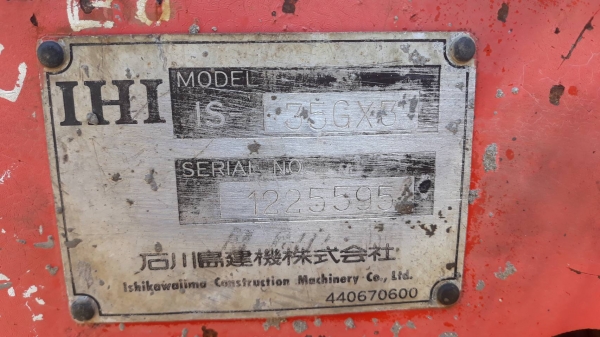 IHI
MODEL
IS- 35GX3
SERIAL NO.
1225595
石川島建機株式会社
Ishikawajima Construction Machinery Co., Ltd.
440670600